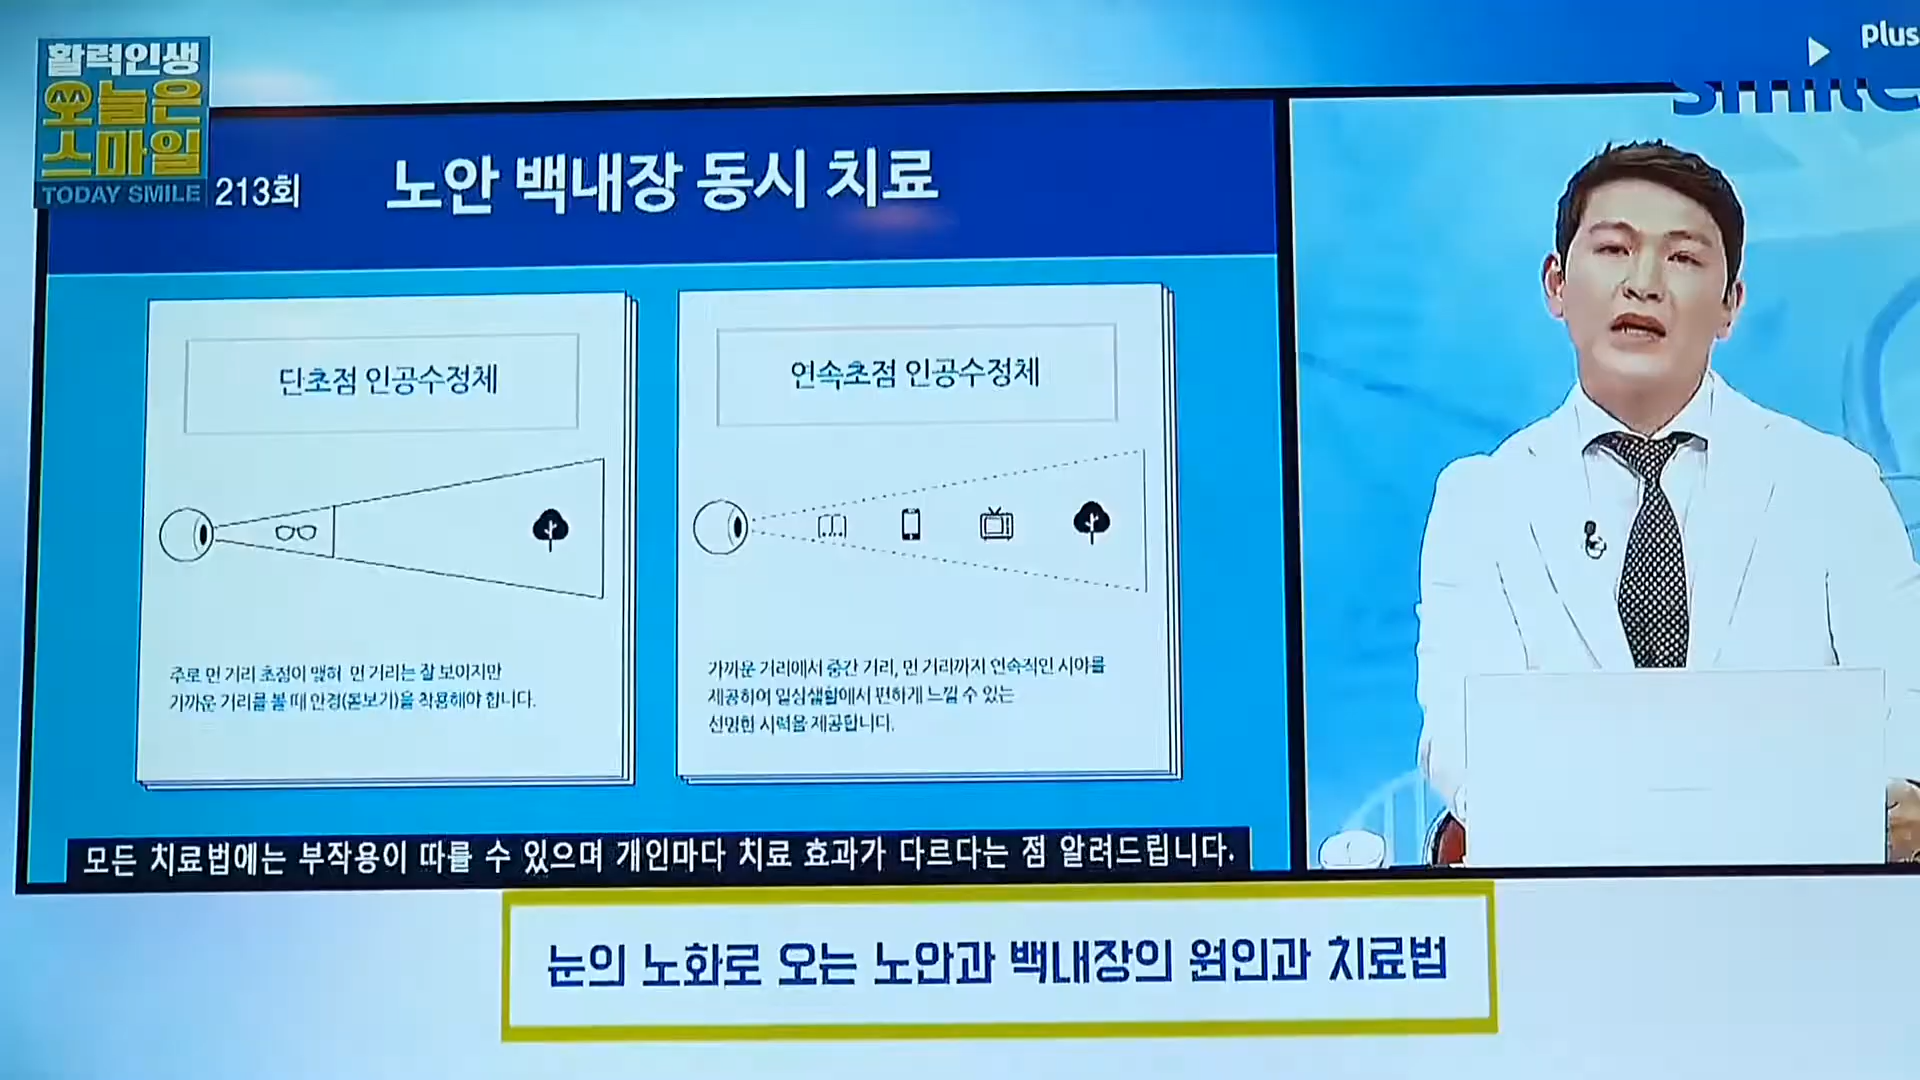 활력인생
오늘은
스마일
TODAY SMILE
213회
노안 백내장 동시 치료
plus
smile
단초점 인공수정체
주로 먼 거리 초점이 맺혀 먼 거리는 잘 보이지만
가까운 거리를 볼 때 안경(돋보기)을 착용해야 합니다.
연속초점 인공수정체
가까운 거리에서 중간 거리, 먼 거리까지 연속적인 시야를
제공하여 일상생활에서 편하게 느낄 수 있는
선명한 시력을 제공합니다.
모든 치료법에는 부작용이 따를 수 있으며 개인마다 치료 효과가 다르다는 점 알려드립니다.
눈의 노화로 오는 노안과 백내장의 원인과 치료법